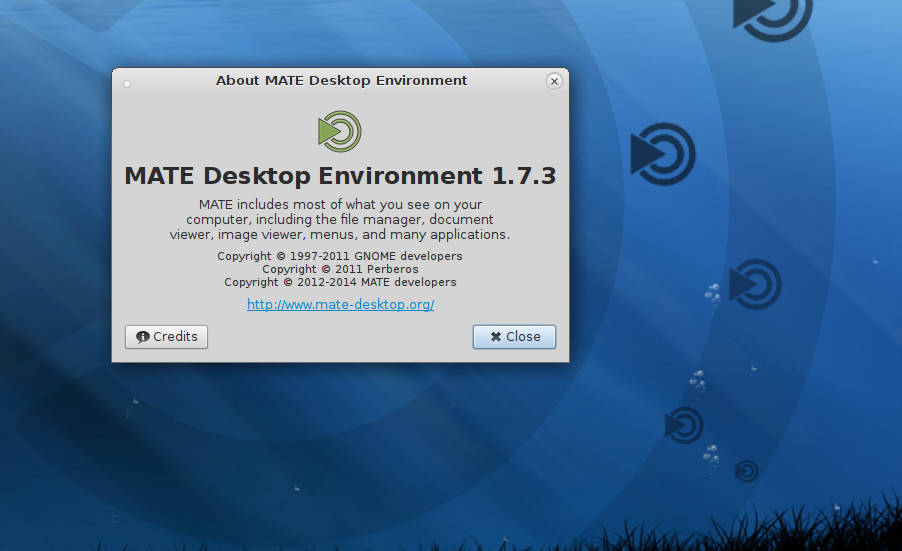 About MATE Desktop Environment
MATE Desktop Environment 1.7.3
MATE includes most of what you see on your
computer, including the file manager, document
viewer, image viewer, menus, and many applications.
Copyright © 1997-2011 GNOME developers
Copyright © 2011 Perberos
Copyright © 2012-2014 MATE developers
http://www.mate-desktop.org/
Credits
Close